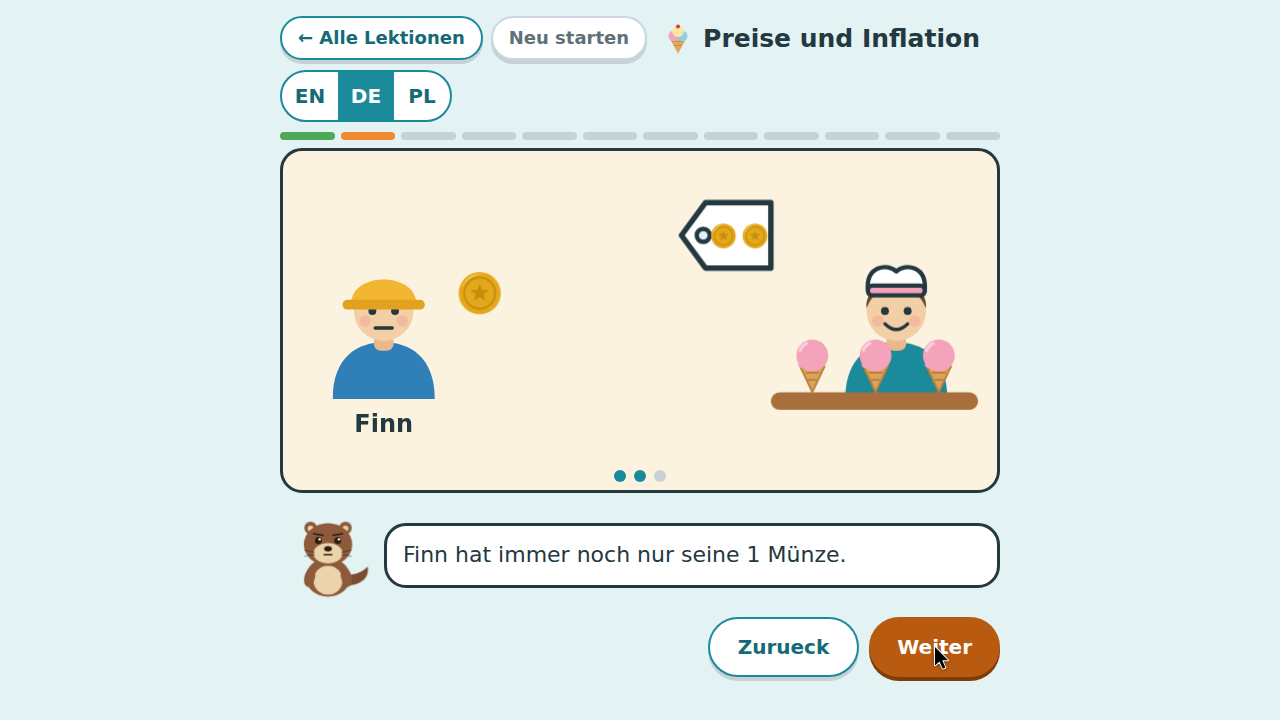 ← Alle Lektionen
Neu starten
Preise und Inflation
EN DE PL
Finn
Finn hat immer noch nur seine 1 Münze.
Zurueck
Weiter